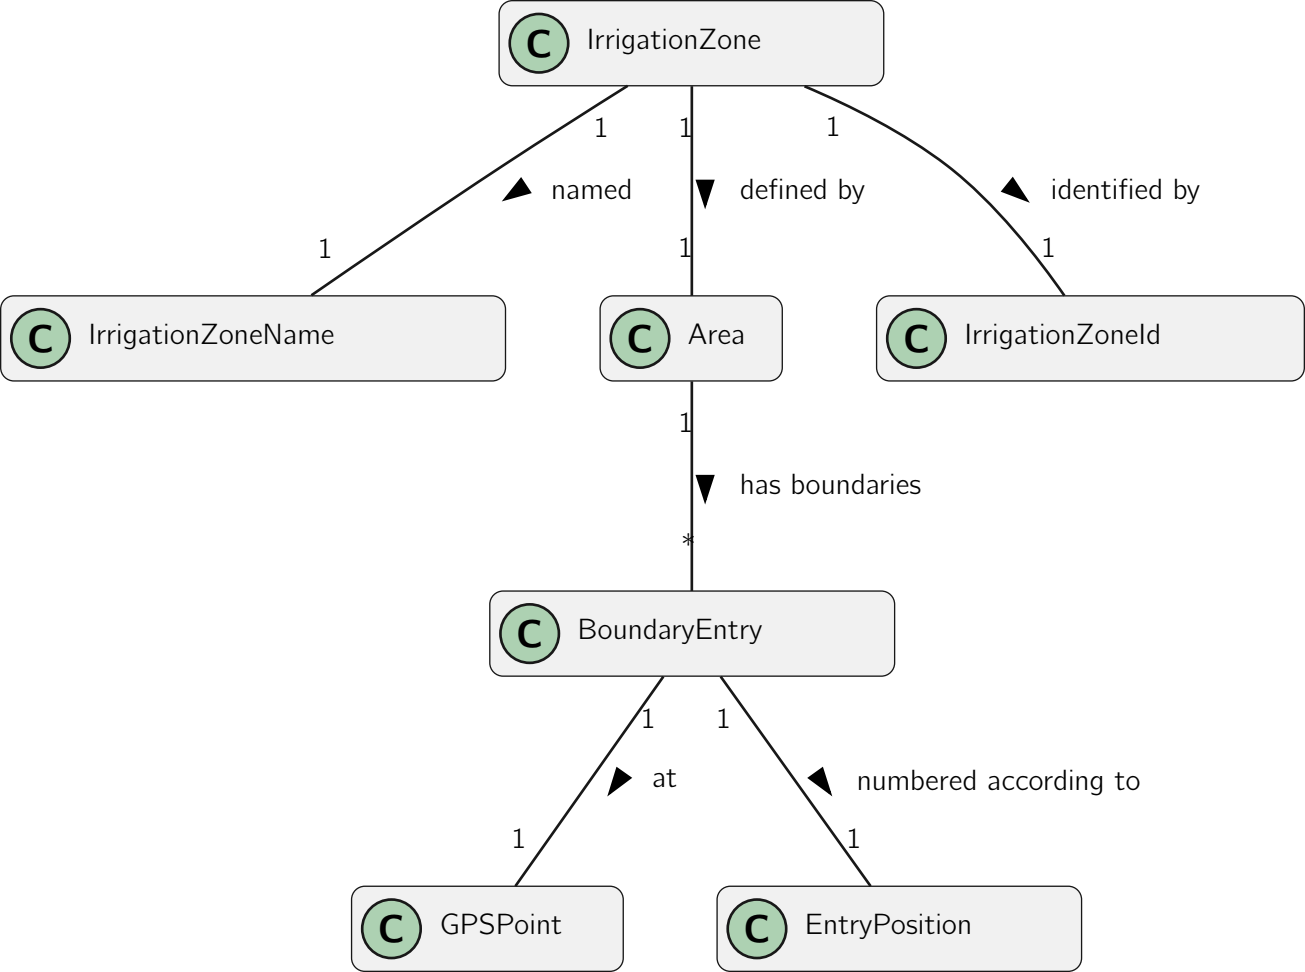 C IrrigationZone
1 1 1
named defined by identified by
1 1 1
C IrrigationZoneName C Area C IrrigationZoneId
1
has boundaries
*
C BoundaryEntry
1 1
at numbered according to
1 1
C GPSPoint C EntryPosition